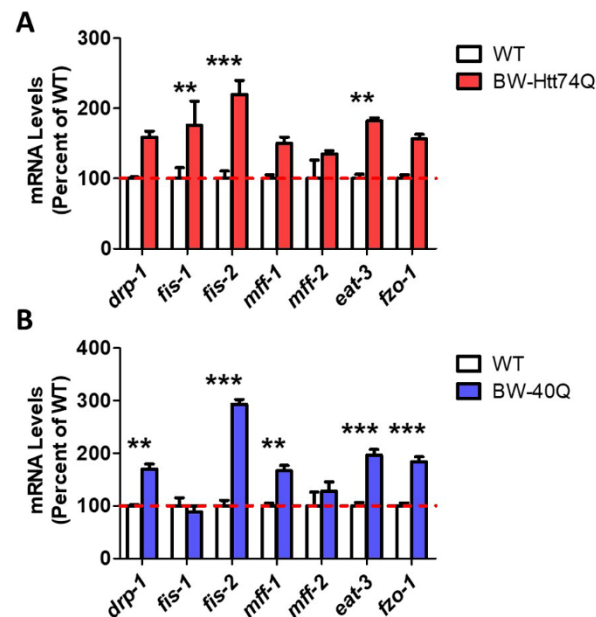 A
mRNA Levels
(Percent of WT)
300
200
100
0
** *** **
WT
BW-Htt74Q
drp-1 fis-1 fis-2 mff-1 mff-2 eat-3 fzo-1
B
mRNA Levels
(Percent of WT)
400
300
200
100
0
** *** ** *** ***
WT
BW-40Q
drp-1 fis-1 fis-2 mff-1 mff-2 eat-3 fzo-1